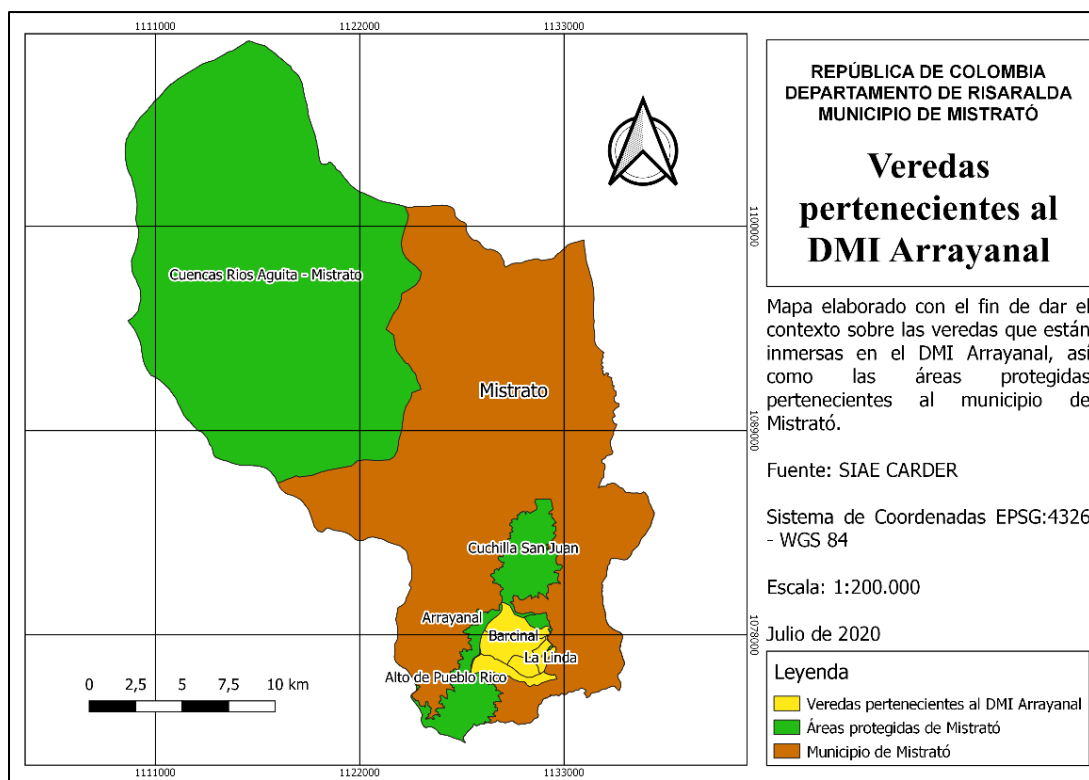 1111000
1122000
1133000
REPÚBLICA DE COLOMBIA
DEPARTAMENTO DE RISARALDA
MUNICIPIO DE MISTRATÓ
Veredas
pertenecientes al
DMI Arrayanal
1100000
Cuencas Rios Aguita - Mistrato
Mapa elaborado con el fin de dar el
contexto sobre las veredas que están
inmersas en el DMI Arrayanal, así
como las áreas protegidas
pertenecientes al municipio de
Mistrató.
Mistrato
1089000
Fuente: SIAE CARDER
Sistema de Coordenadas EPSG:4326
- WGS 84
Cuchilla San Juan
Escala: 1:200.000
Arrayanal
Barcinal
1078000
Julio de 2020
La Linda
Alto de Pueblo Rico
0 2,5 5 7,5 10 km
Leyenda
Veredas pertenecientes al DMI Arrayanal
Áreas protegidas de Mistrató
Municipio de Mistrató
1111000
1122000
1133000